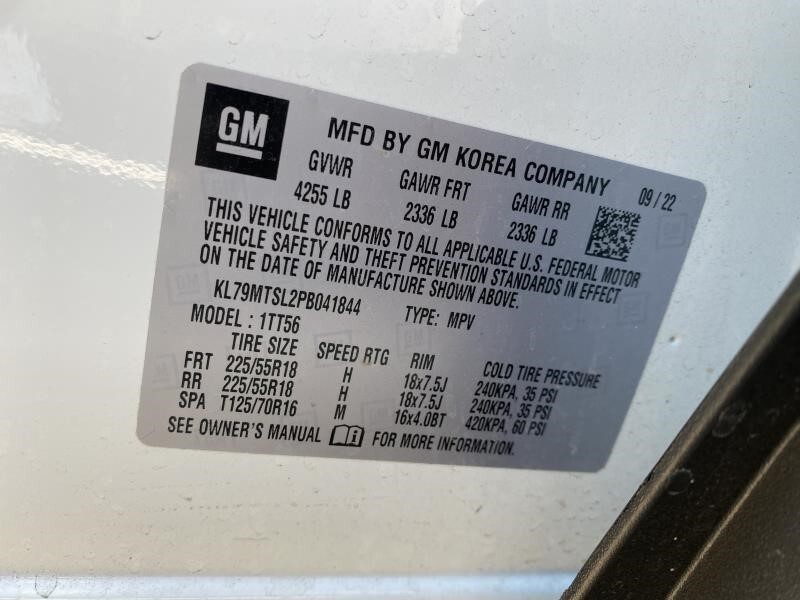 GM
MFD BY GM KOREA COMPANY 09 / 22
GVWR GAWR FRT GAWR RR
4255 LB 2336 LB 2336 LB
THIS VEHICLE CONFORMS TO ALL APPLICABLE U.S. FEDERAL MOTOR
VEHICLE SAFETY AND THEFT PREVENTION STANDARDS IN EFFECT
ON THE DATE OF MANUFACTURE SHOWN ABOVE.
KL79MTSL2PB041844 TYPE: MPV
MODEL : 1TT56
TIRE SIZE SPEED RTG RIM COLD TIRE PRESSURE
FRT 225/55R18 H 18x7.5J 240KPA, 35 PSI
RR 225/55R18 H 18x7.5J 240KPA, 35 PSI
SPA T125/70R16 M 16x4.0BT 420KPA, 60 PSI
SEE OWNER'S MANUAL FOR MORE INFORMATION.